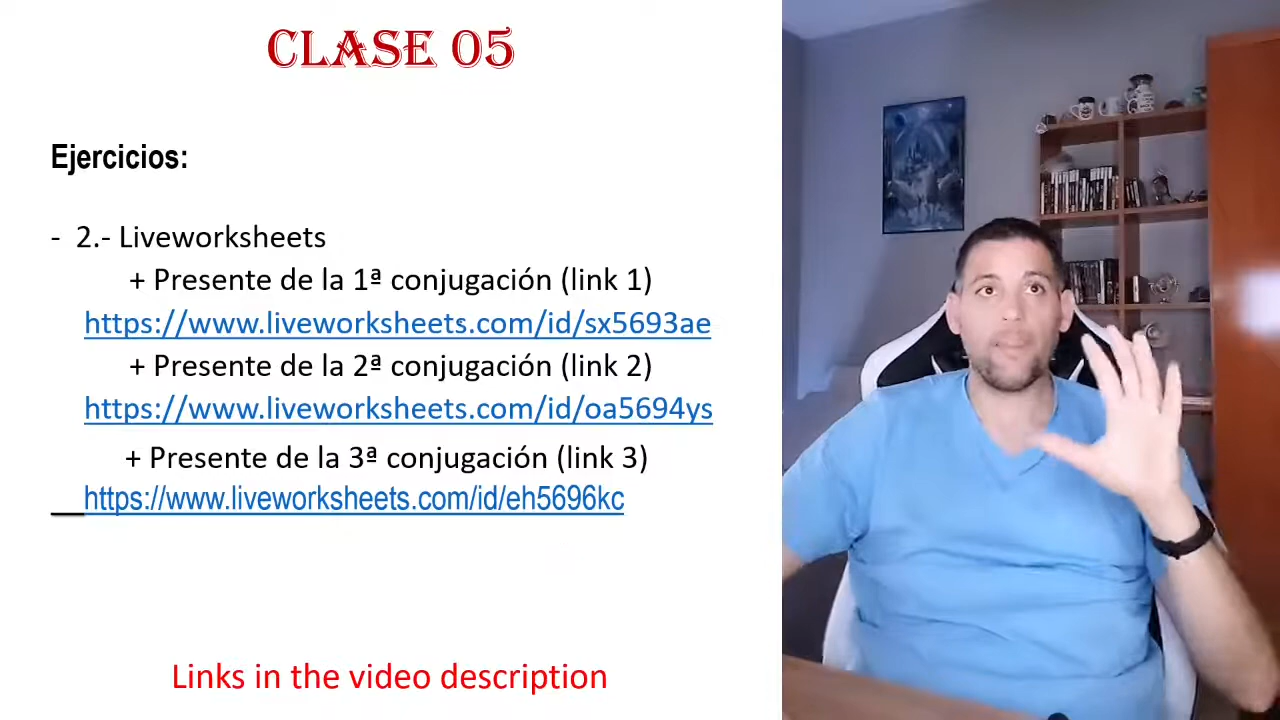 CLASE 05
Ejercicios:
- 2.- Liveworksheets
+ Presente de la 1ª conjugación (link 1)
https://www.liveworksheets.com/id/sx5693ae
+ Presente de la 2ª conjugación (link 2)
https://www.liveworksheets.com/id/oa5694ys
+ Presente de la 3ª conjugación (link 3)
https://www.liveworksheets.com/id/eh5696kc
Links in the video description